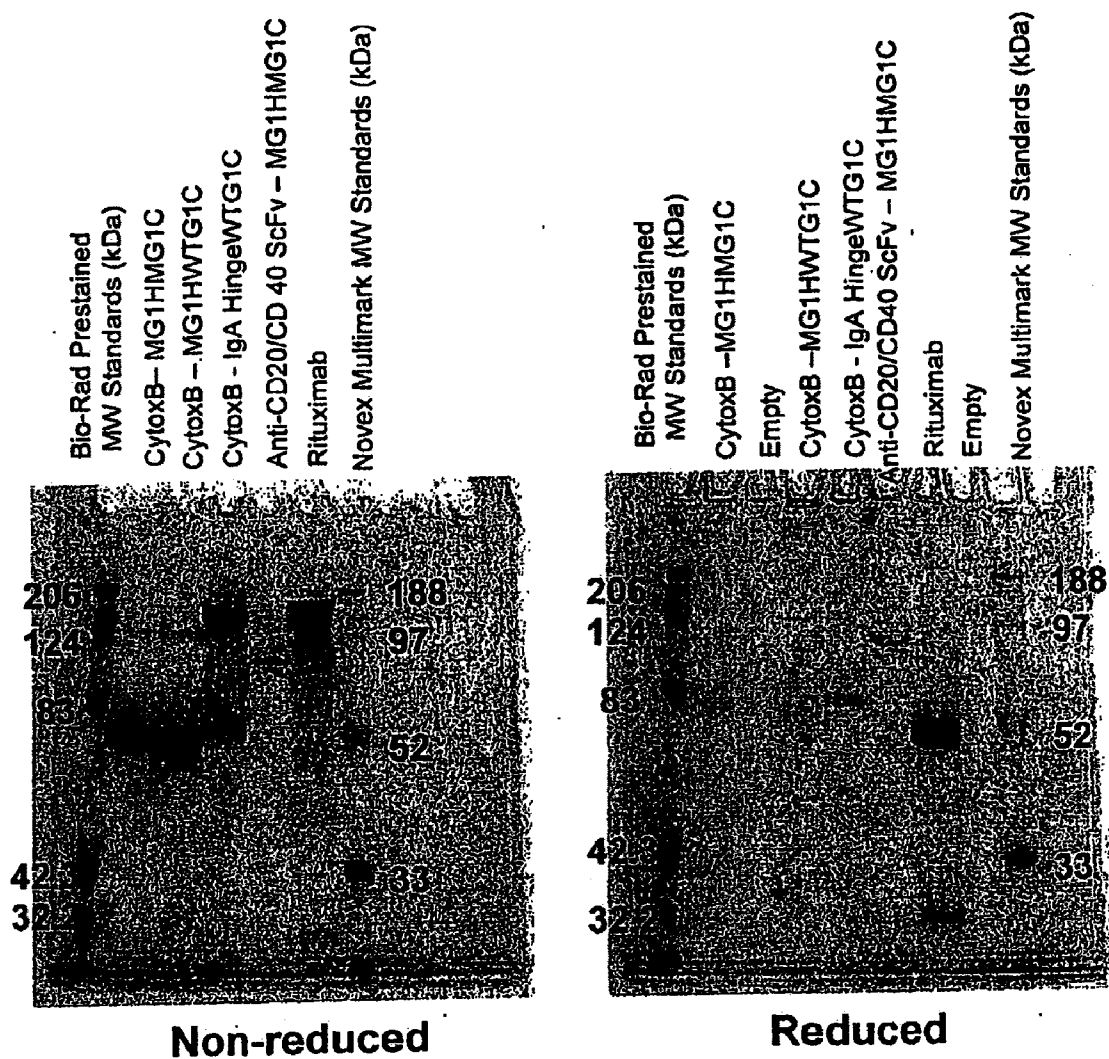 Bio-Rad Prestained
MW Standards (kDa)
CytoxB– MG1HMG1C
CytoxB –.MG1HWTG1C
CytoxB - IgA HingeWTG1C
Anti-CD20/CD 40 ScFv – MG1HMG1C
Rituximab
Novex Multimark MW Standards (kDa)
206
124
83
42.
32.2
188
97
52
33
Non-reduced
Bio-Rad Prestained
MW Standards (kDa)
CytoxB –MG1HMG1C
Empty
CytoxB –MG1HWTG1C
CytoxB - IgA HingeWTG1C
Anti-CD20/CD40 ScFv – MG1HMG1C
Rituximab
Empty
Novex Multimark MW Standards (kDa)
206
124
83
42.3
32.2
188
97
52
33
Reduced